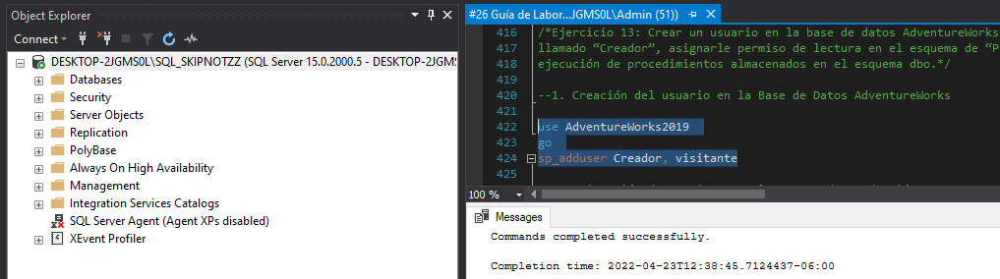 Object Explorer
Connect
DESKTOP-2JGMS0L\SQL_SKIPNOTZZ (SQL Server 15.0.2000.5 - DESKTOP-2JGMS
Databases
Security
Server Objects
Replication
PolyBase
Always On High Availability
Management
Integration Services Catalogs
SQL Server Agent (Agent XPs disabled)
XEvent Profiler
#26 Guía de Labor...JGMS0L\Admin (51))
416 /*Ejercicio 13: Crear un usuario en la base de datos AdventureWorks
417 llamado “Creador”, asignarle permiso de lectura en el esquema de “P
418 ejecución de procedimientos almacenados en el esquema dbo.*/
419
420 --1. Creación del usuario en la Base de Datos AdventureWorks
421
422 use AdventureWorks2019
423 go
424 sp_adduser Creador, visitante
425
100 %
Messages
Commands completed successfully.
Completion time: 2022-04-23T12:38:45.7124437-06:00